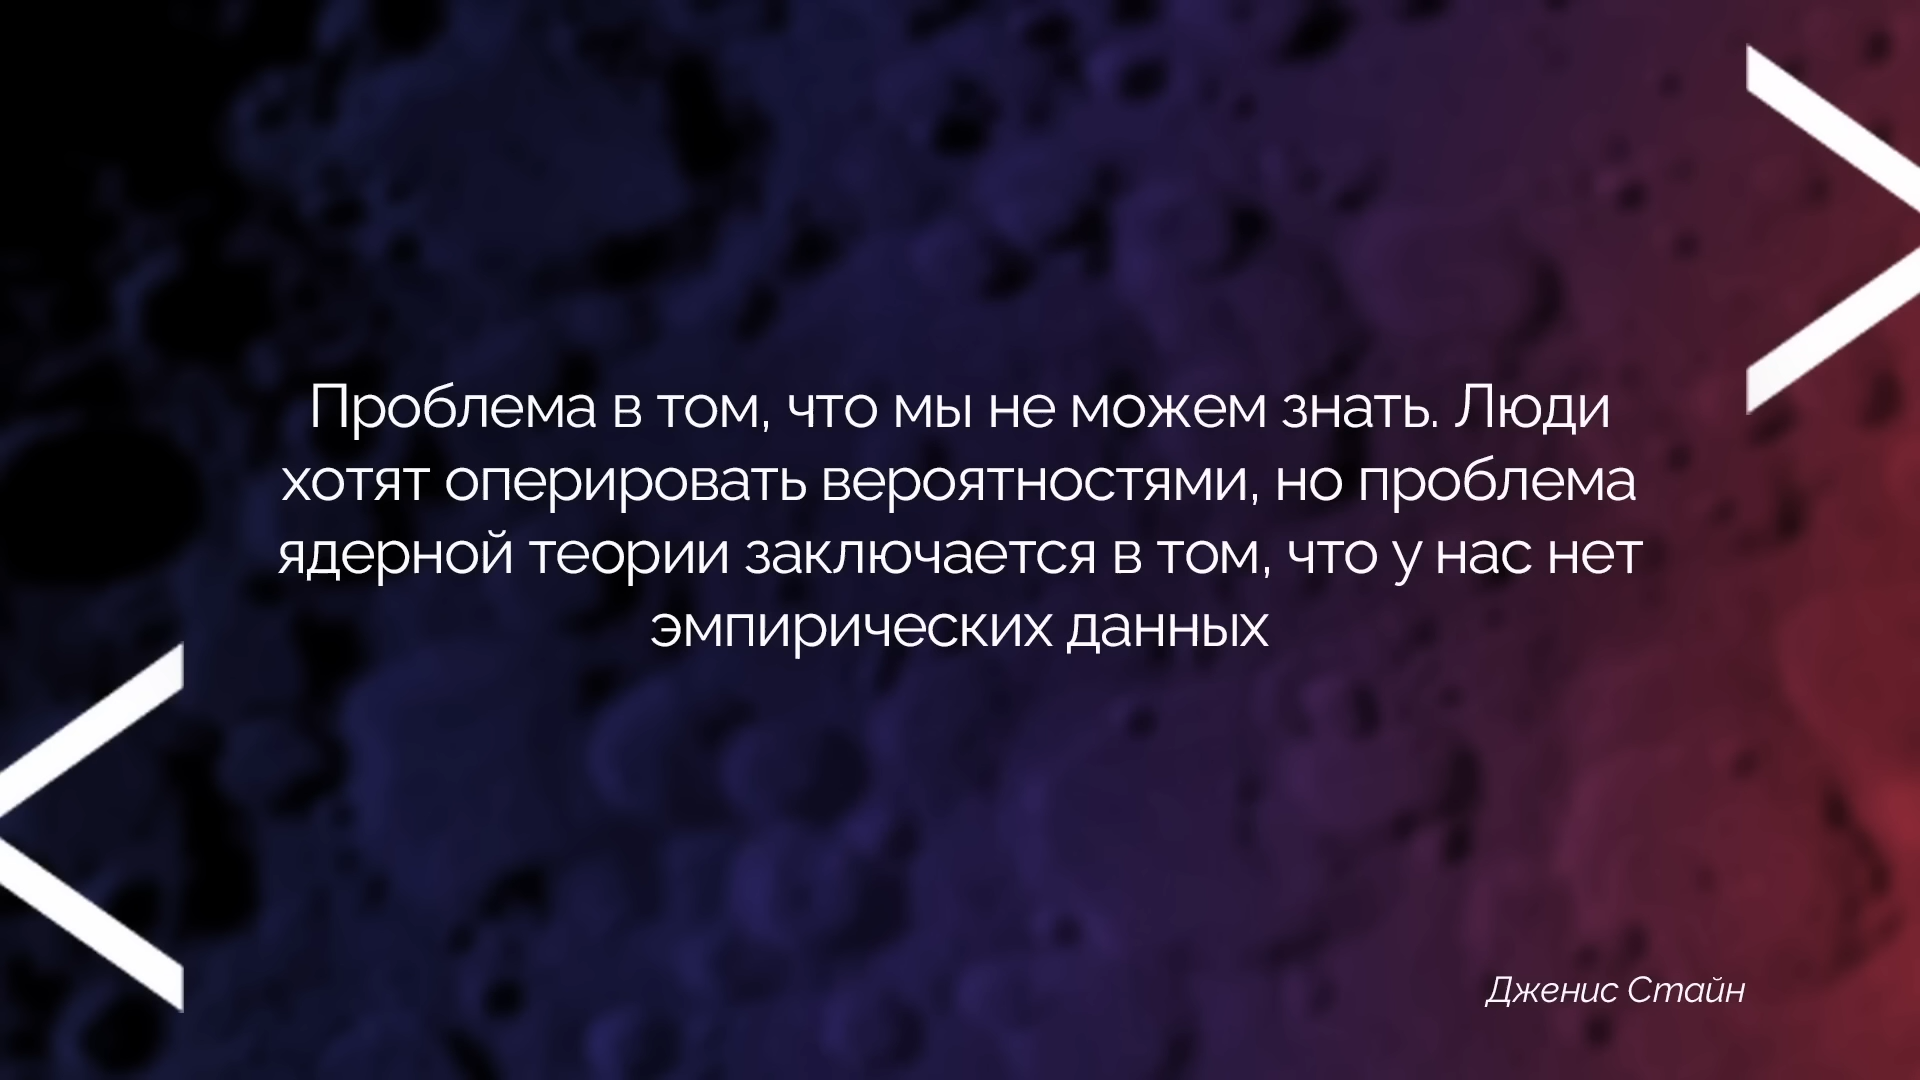 Проблема в том, что мы не можем знать. Люди
хотят оперировать вероятностями, но проблема
ядерной теории заключается в том, что у нас нет
эмпирических данных
Дженис Стайн